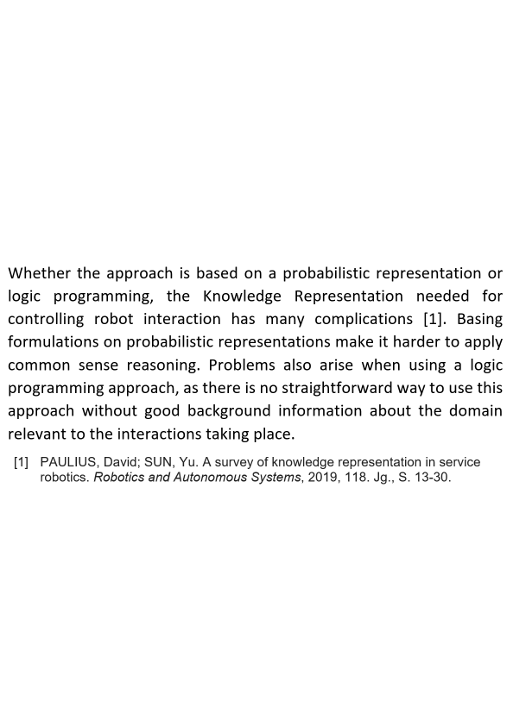 Whether the approach is based on a probabilistic representation or
logic programming, the Knowledge Representation needed for
controlling robot interaction has many complications [1]. Basing
formulations on probabilistic representations make it harder to apply
common sense reasoning. Problems also arise when using a logic
programming approach, as there is no straightforward way to use this
approach without good background information about the domain
relevant to the interactions taking place.
[1] PAULIUS, David; SUN, Yu. A survey of knowledge representation in service
robotics. Robotics and Autonomous Systems, 2019, 118. Jg., S. 13-30.